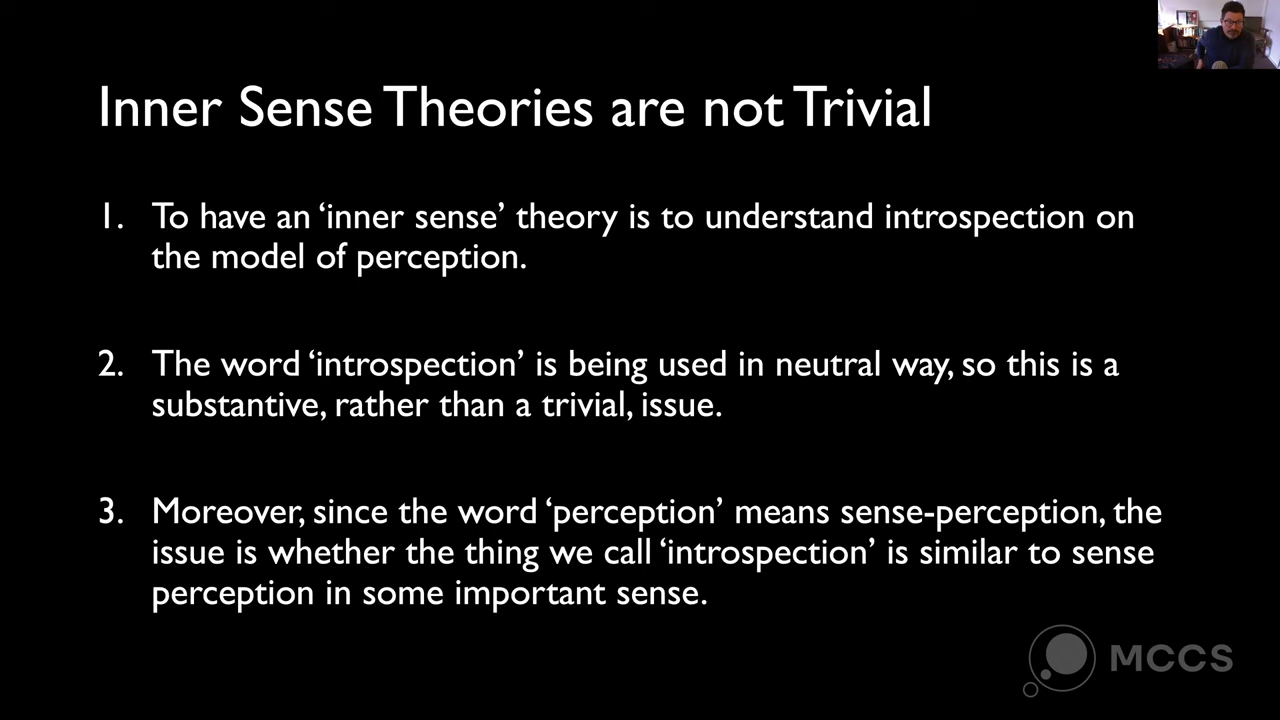 Inner Sense Theories are not Trivial
1. To have an ‘inner sense’ theory is to understand introspection on
the model of perception.
2. The word ‘introspection’ is being used in neutral way, so this is a
substantive, rather than a trivial, issue.
3. Moreover, since the word ‘perception’ means sense-perception, the
issue is whether the thing we call ‘introspection’ is similar to sense
perception in some important sense.
MCCS